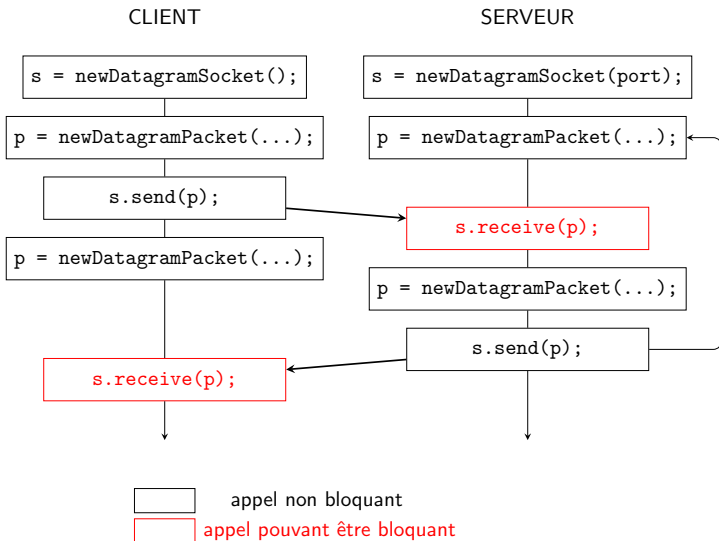 CLIENT
SERVEUR
s = newDatagramSocket();
s = newDatagramSocket(port);
p = newDatagramPacket(...);
p = newDatagramPacket(...);
s.send(p);
s.receive(p);
p = newDatagramPacket(...);
p = newDatagramPacket(...);
s.send(p);
s.receive(p);
appel non bloquant
appel pouvant être bloquant